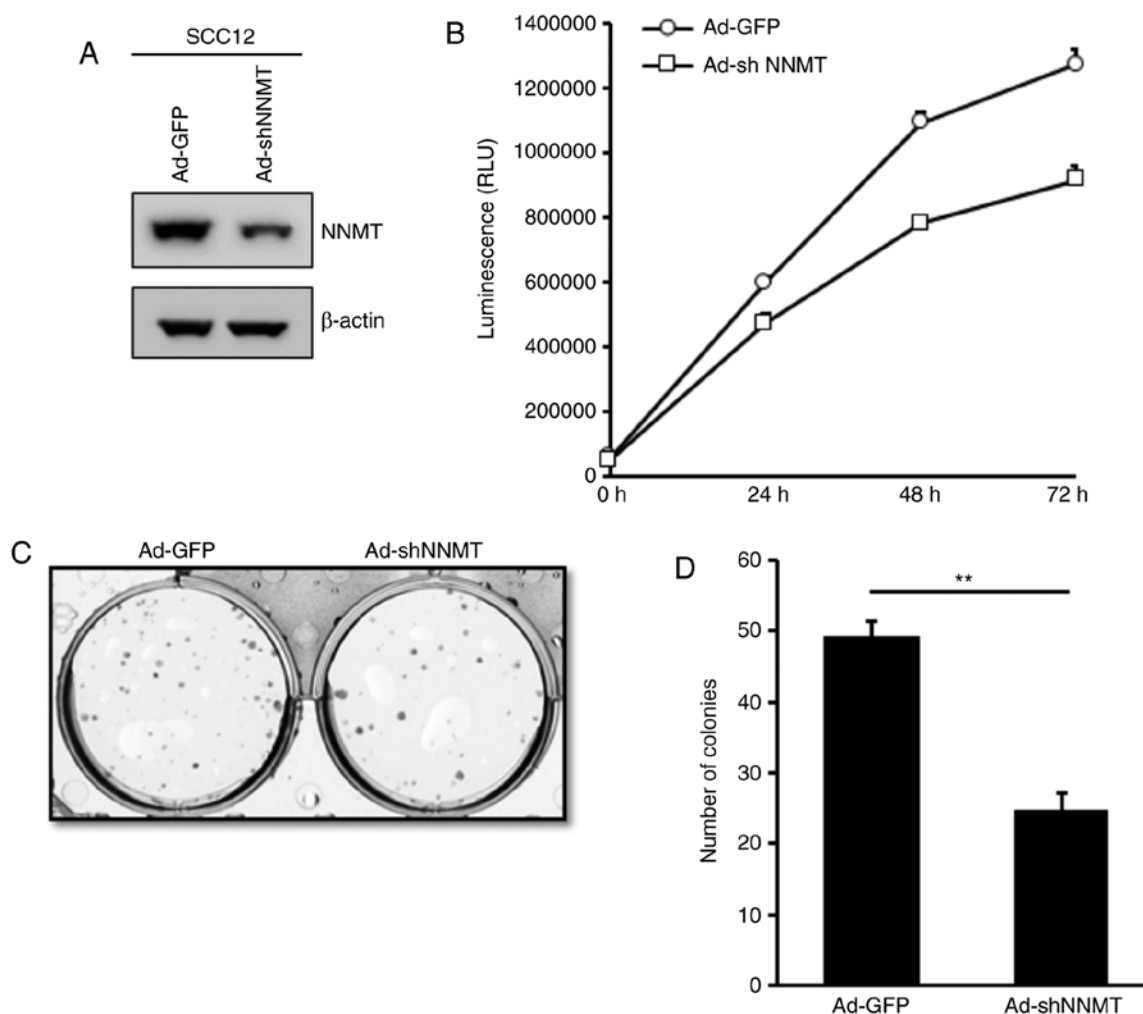 A
SCC12
Ad-GFP
Ad-shNNMT
NNMT
β-actin
B
1400000
1200000
1000000
800000
600000
400000
200000
0
Luminescence (RLU)
Ad-GFP
Ad-sh NNMT
0 h
24 h
48 h
72 h
C
Ad-GFP
Ad-shNNMT
D
60
50
40
30
20
10
0
Number of colonies
**
Ad-GFP
Ad-shNNMT